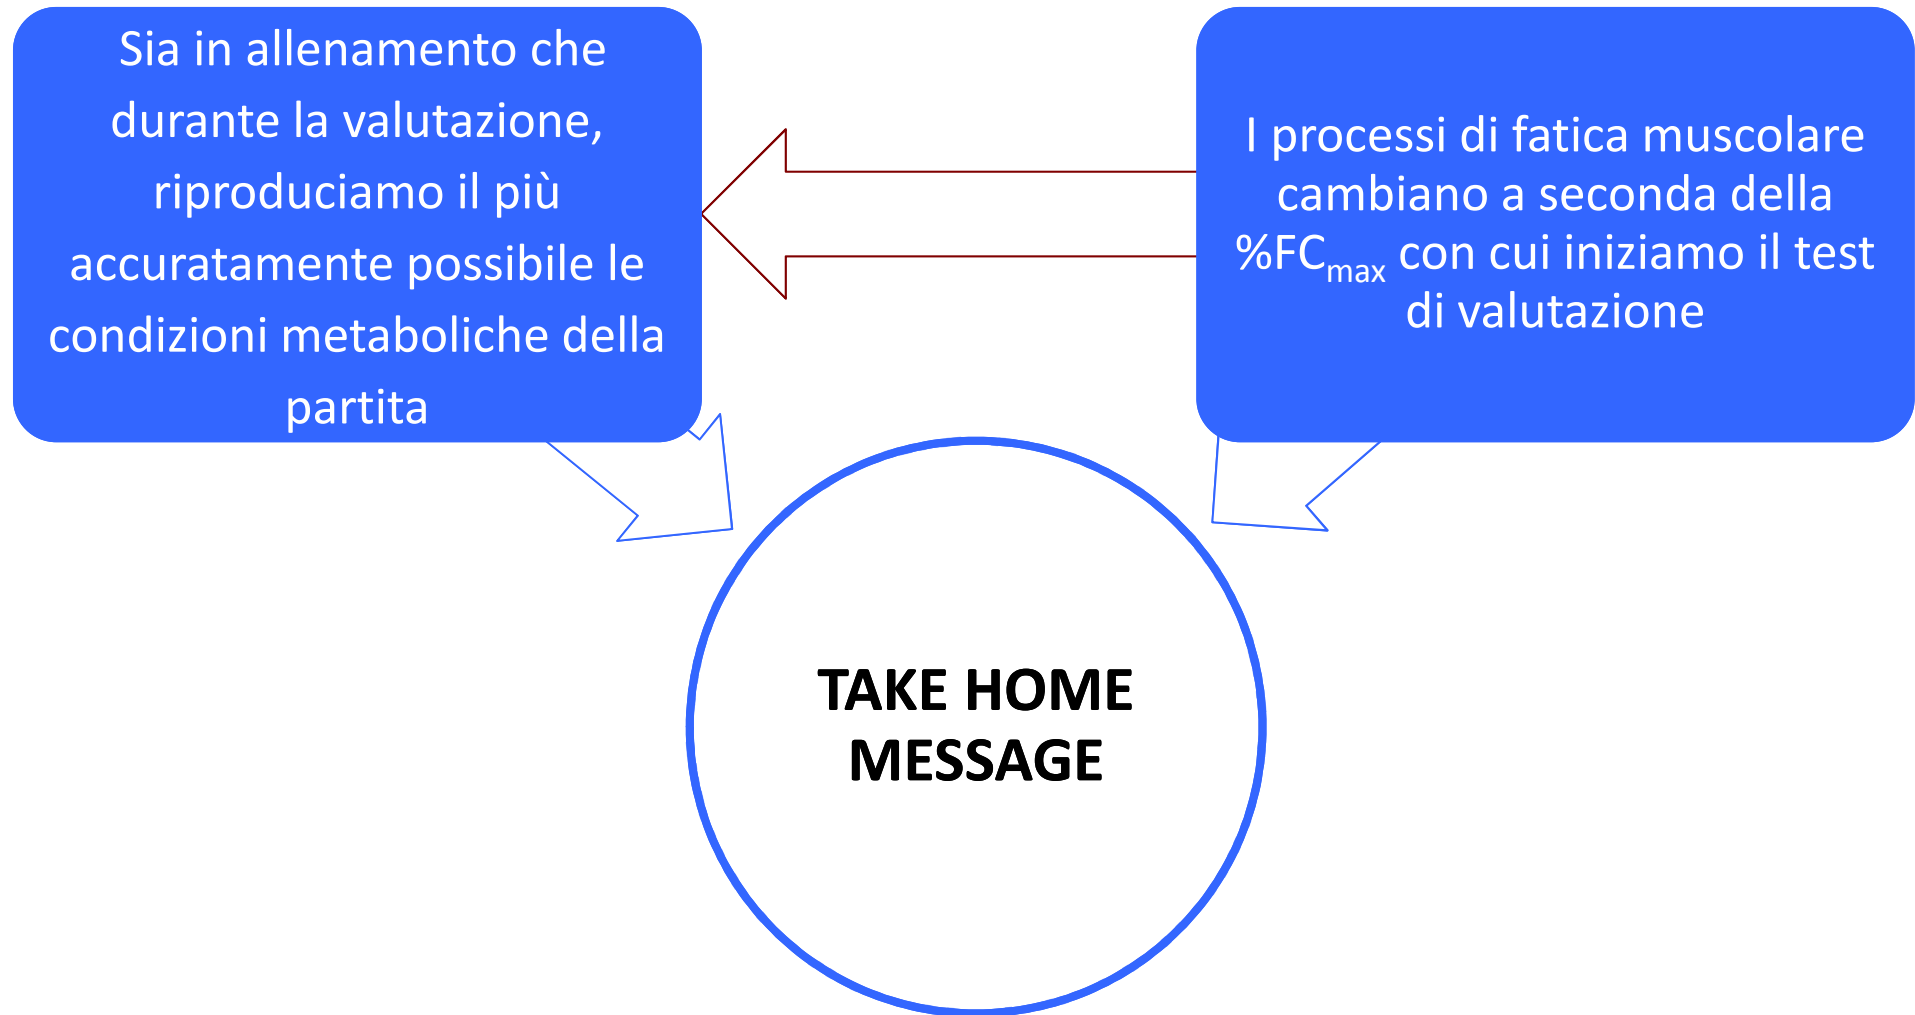 Sia in allenamento che
durante la valutazione,
riproduciamo il più
accuratamente possibile le
condizioni metaboliche della
partita
I processi di fatica muscolare
cambiano a seconda della
%FCmax con cui iniziamo il test
di valutazione
TAKE HOME
MESSAGE